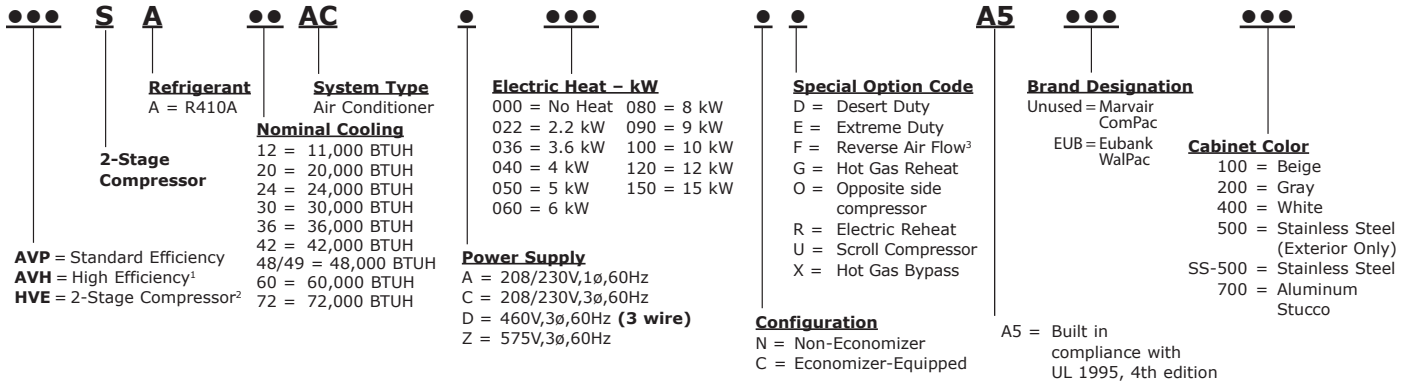 ●●● S A ●● AC ● ●●● ● ● A5 ●●● ●●●
Refrigerant
A = R410A
2-Stage
Compressor
AVP = Standard Efficiency
AVH = High Efficiency¹
HVE = 2-Stage Compressor²
System Type
Air Conditioner
Nominal Cooling
12 = 11,000 BTUH
20 = 20,000 BTUH
24 = 24,000 BTUH
30 = 30,000 BTUH
36 = 36,000 BTUH
42 = 42,000 BTUH
48/49 = 48,000 BTUH
60 = 60,000 BTUH
72 = 72,000 BTUH
Electric Heat – kW
000 = No Heat 080 = 8 kW
022 = 2.2 kW 090 = 9 kW
036 = 3.6 kW 100 = 10 kW
040 = 4 kW 120 = 12 kW
050 = 5 kW 150 = 15 kW
060 = 6 kW
Power Supply
A = 208/230V,1ø,60Hz
C = 208/230V,3ø,60Hz
D = 460V,3ø,60Hz (3 wire)
Z = 575V,3ø,60Hz
Special Option Code
D = Desert Duty
E = Extreme Duty
F = Reverse Air Flow³
G = Hot Gas Reheat
O = Opposite side
compressor
R = Electric Reheat
U = Scroll Compressor
X = Hot Gas Bypass
Configuration
N = Non-Economizer
C = Economizer-Equipped
A5 = Built in
compliance with
UL 1995, 4th edition
Brand Designation
Unused = Marvair
ComPac
EUB = Eubank
WalPac
Cabinet Color
100 = Beige
200 = Gray
400 = White
500 = Stainless Steel
(Exterior Only)
SS-500 = Stainless Steel
700 = Aluminum
Stucco